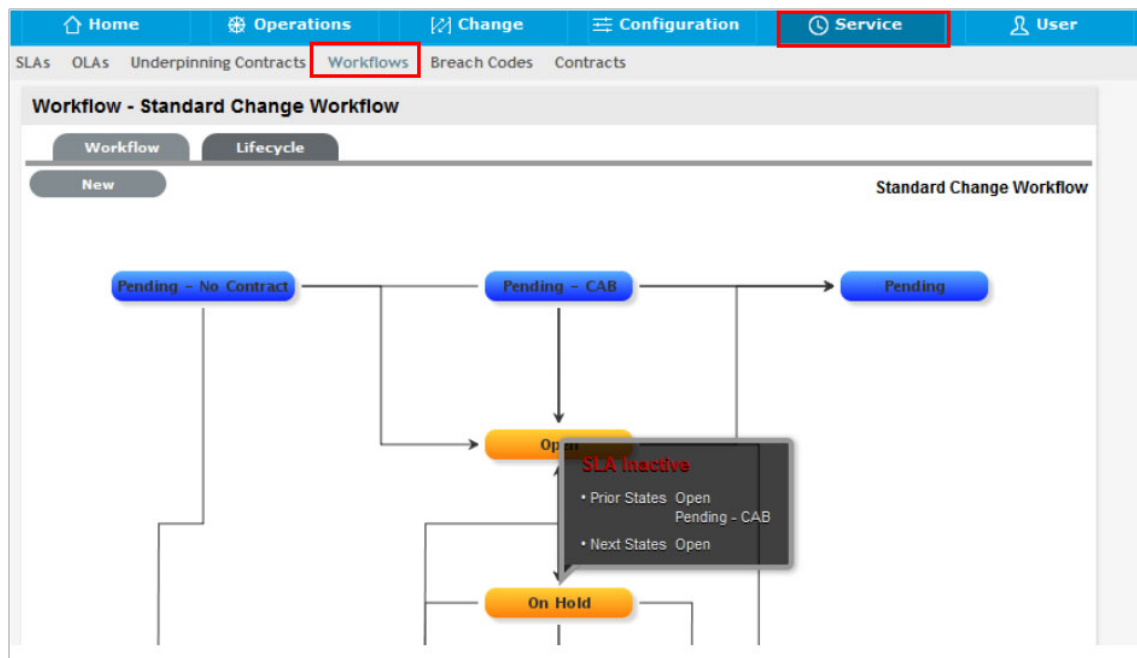 Home Operations Change Configuration Service User
SLAs OLAs Underpinning Contracts Workflows Breach Codes Contracts
Workflow - Standard Change Workflow
Workflow Lifecycle
New Standard Change Workflow
Pending - No Contract Pending - CAB Pending
Open
SLA Inactive
• Prior States Open
Pending - CAB
• Next States Open
On Hold